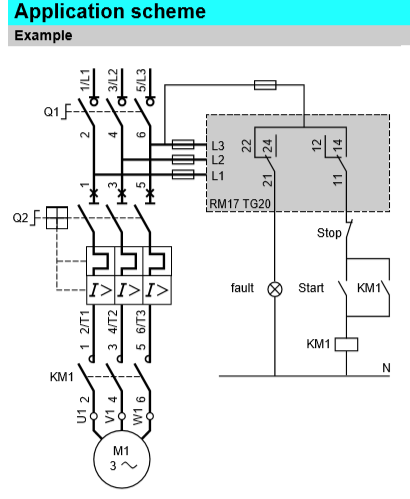 Application scheme
Example
1/L1 3/L2 5/L3
Q1
2 4 6
L3
L2
L1
RM17 TG20
22 24 21
12 14 11
1 3 5
Q2
I> I> I>
2/T1 4/T2 6/T3
1 3 5
KM1
2 4 6
U1 V1 W1
M1
3
Stop
fault
Start
KM1
KM1
N